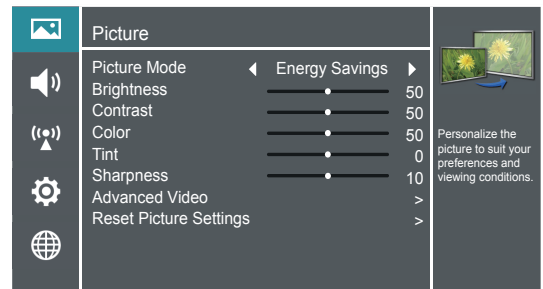 Picture
Picture Mode Energy Savings
Brightness 50
Contrast 50
Color 50
Tint 0
Sharpness 10
Advanced Video >
Reset Picture Settings >
Personalize the
picture to suit your
preferences and
viewing conditions.